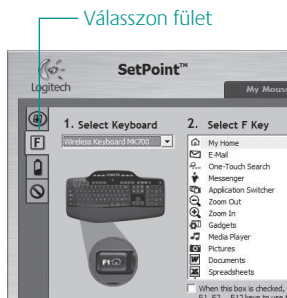 Válasszon fület
Logitech
SetPoint™
My Mouse
F
1. Select Keyboard
2. Select F Key
Wireless Keyboard MK700
My Home
E-Mail
One-Touch Search
Messenger
Application Switcher
Zoom Out
Zoom In
Gadgets
Media Player
Pictures
Documents
Spreadsheets
F1
When this box is checked,
F1, F2 ... F12 keys to use t